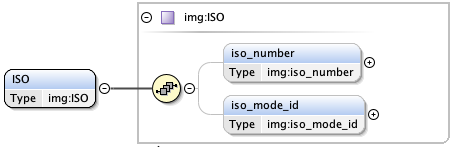 img:ISO
iso_number
Type img:iso_number
ISO
Type img:ISO
iso_mode_id
Type img:iso_mode_id